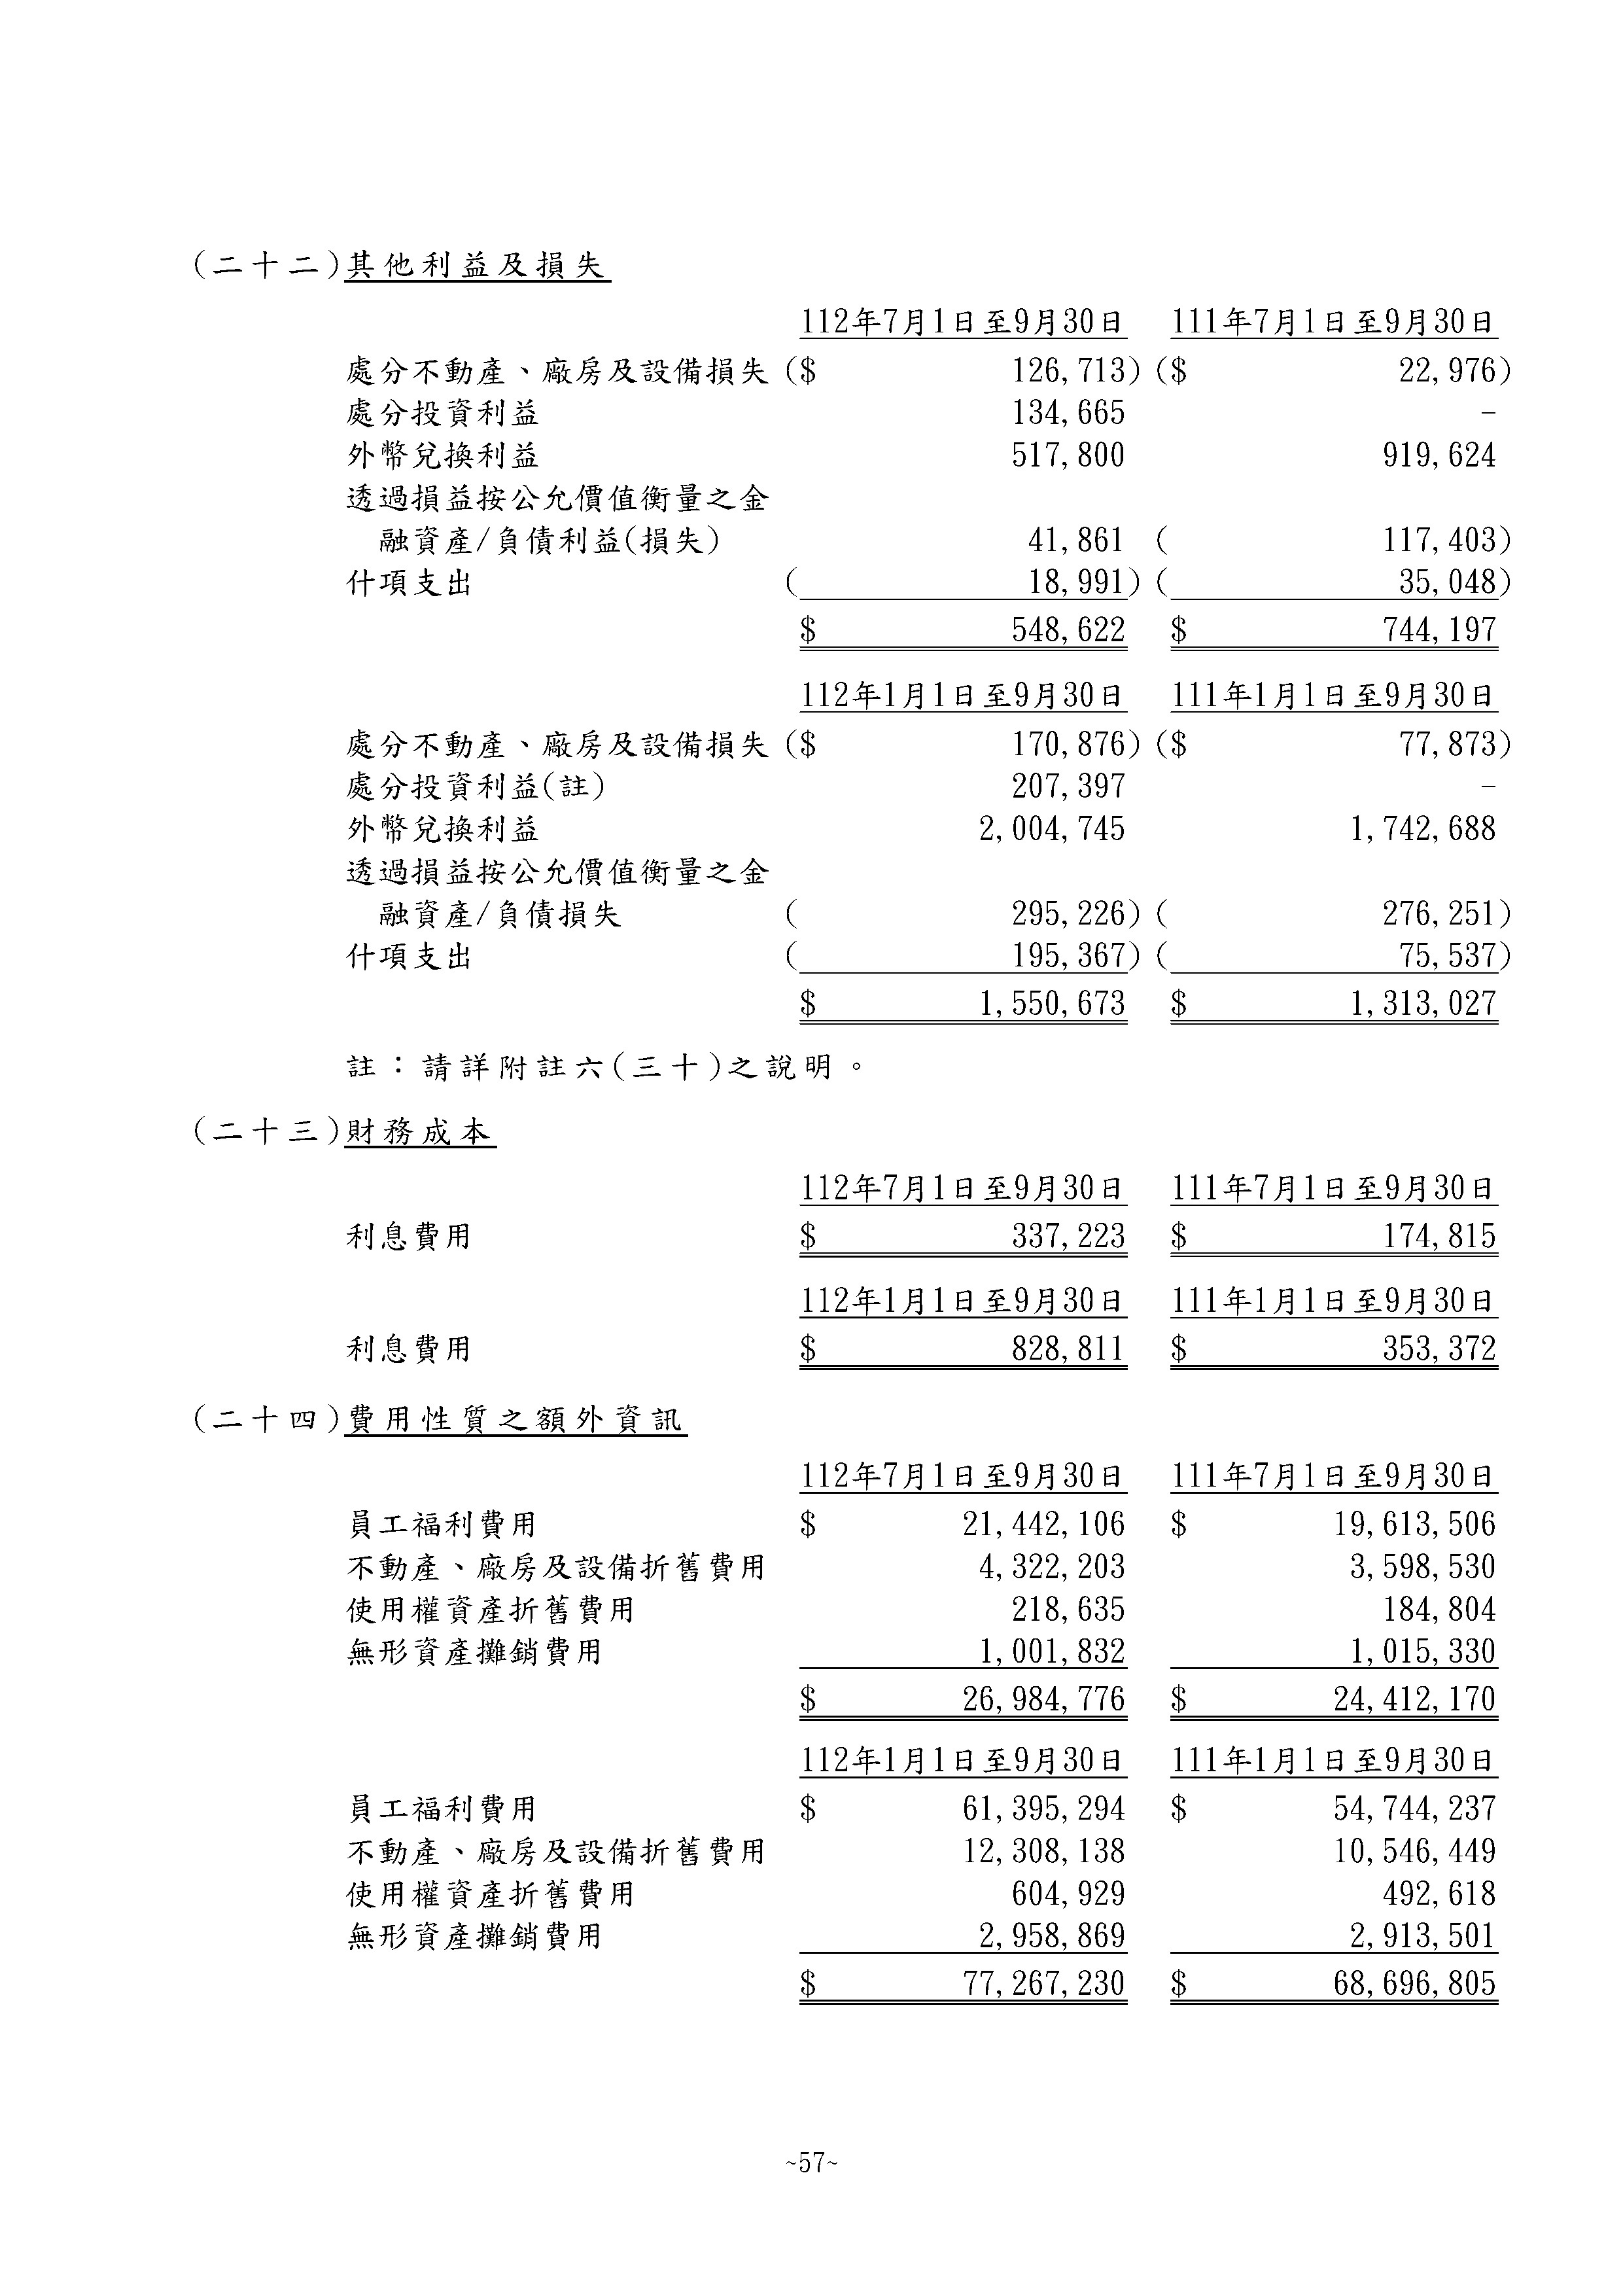 (二十二)其他利益及損失
112年7月1日至9月30日 111年7月1日至9月30日
處分不動產、廠房及設備損失 ($ 126,713) ($ 22,976)
處分投資利益 134,665 -
外幣兌換利益 517,800 919,624
透過損益按公允價值衡量之金
融資產/負債利益(損失) 41,861 ( 117,403)
什項支出 ( 18,991) ( 35,048)
$ 548,622 $ 744,197
112年1月1日至9月30日 111年1月1日至9月30日
處分不動產、廠房及設備損失 ($ 170,876) ($ 77,873)
處分投資利益(註) 207,397 -
外幣兌換利益 2,004,745 1,742,688
透過損益按公允價值衡量之金
融資產/負債損失 ( 295,226) ( 276,251)
什項支出 ( 195,367) ( 75,537)
$ 1,550,673 $ 1,313,027
註：請詳附註六(三十)之說明。
(二十三)財務成本
112年7月1日至9月30日 111年7月1日至9月30日
利息費用 $ 337,223 $ 174,815
112年1月1日至9月30日 111年1月1日至9月30日
利息費用 $ 828,811 $ 353,372
(二十四)費用性質之額外資訊
112年7月1日至9月30日 111年7月1日至9月30日
員工福利費用 $ 21,442,106 $ 19,613,506
不動產、廠房及設備折舊費用 4,322,203 3,598,530
使用權資產折舊費用 218,635 184,804
無形資產攤銷費用 1,001,832 1,015,330
$ 26,984,776 $ 24,412,170
112年1月1日至9月30日 111年1月1日至9月30日
員工福利費用 $ 61,395,294 $ 54,744,237
不動產、廠房及設備折舊費用 12,308,138 10,546,449
使用權資產折舊費用 604,929 492,618
無形資產攤銷費用 2,958,869 2,913,501
$ 77,267,230 $ 68,696,805
~57~